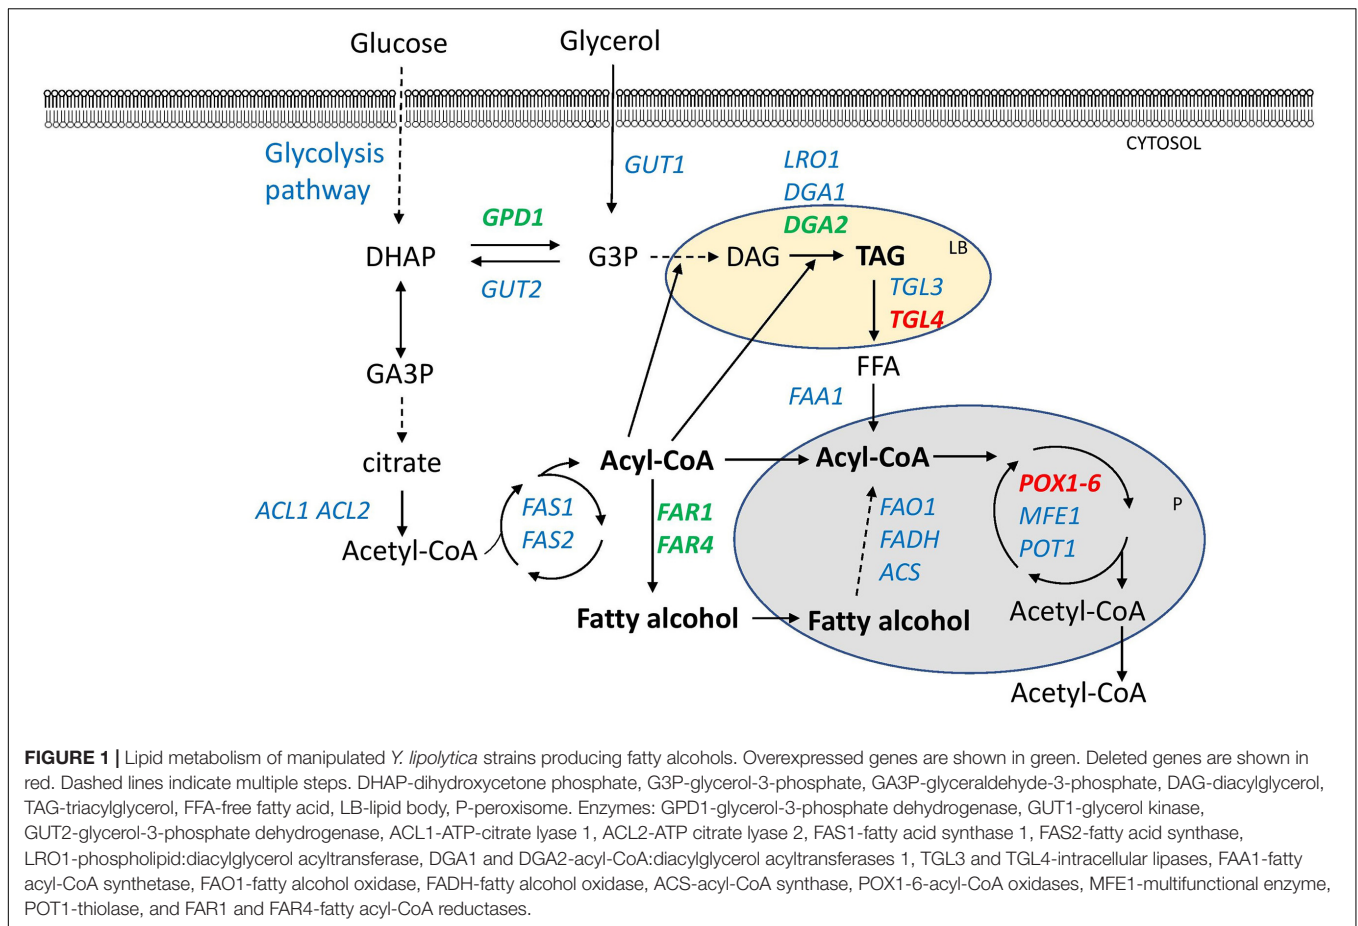 Glucose
Glycerol
CYTOSOL
Glycolysis
pathway
GUT1
LRO1
DGA1
DGA2
GPD1
DHAP
G3P
DAG
TAG
LB
GUT2
TGL3
TGL4
GA3P
FFA
FAA1
citrate
Acyl-CoA
Acyl-CoA
POX1-6
MFE1
POT1
P
ACL1 ACL2
FAS1
FAS2
FAR1
FAR4
FAO1
FADH
ACS
Acetyl-CoA
Fatty alcohol
Fatty alcohol
Acetyl-CoA
Acetyl-CoA
FIGURE 1 | Lipid metabolism of manipulated Y. lipolytica strains producing fatty alcohols. Overexpressed genes are shown in green. Deleted genes are shown in
red. Dashed lines indicate multiple steps. DHAP-dihydroxycetone phosphate, G3P-glycerol-3-phosphate, GA3P-glyceraldehyde-3-phosphate, DAG-diacylglycerol,
TAG-triacylglycerol, FFA-free fatty acid, LB-lipid body, P-peroxisome. Enzymes: GPD1-glycerol-3-phosphate dehydrogenase, GUT1-glycerol kinase,
GUT2-glycerol-3-phosphate dehydrogenase, ACL1-ATP-citrate lyase 1, ACL2-ATP citrate lyase 2, FAS1-fatty acid synthase 1, FAS2-fatty acid synthase,
LRO1-phospholipid:diacylglycerol acyltransferase, DGA1 and DGA2-acyl-CoA:diacylglycerol acyltransferases 1, TGL3 and TGL4-intracellular lipases, FAA1-fatty
acyl-CoA synthetase, FAO1-fatty alcohol oxidase, FADH-fatty alcohol oxidase, ACS-acyl-CoA synthase, POX1-6-acyl-CoA oxidases, MFE1-multifunctional enzyme,
POT1-thiolase, and FAR1 and FAR4-fatty acyl-CoA reductases.